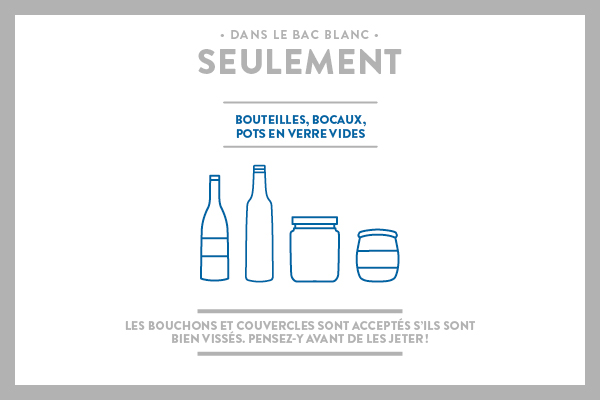 • DANS LE BAC BLANC •
SEULEMENT
BOUTEILLES, BOCAUX,
POTS EN VERRE VIDES
LES BOUCHONS ET COUVERCLES SONT ACCEPTÉS S'ILS SONT
BIEN VISSÉS. PENSEZ-Y AVANT DE LES JETER !